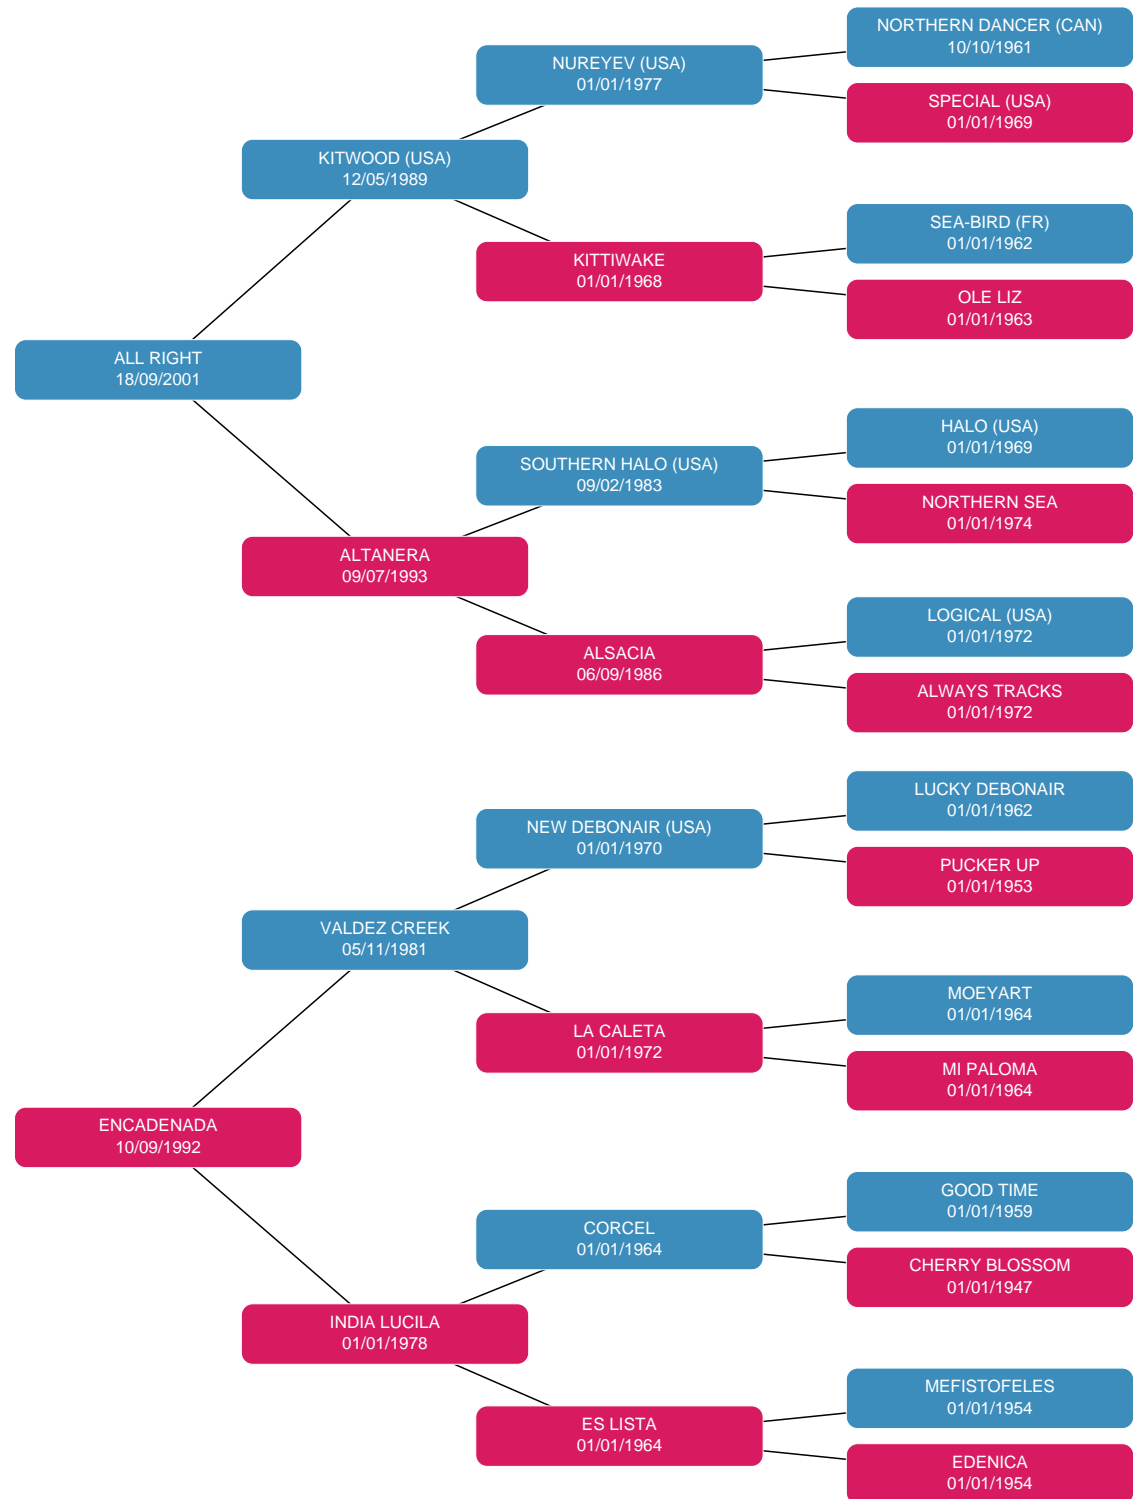 NORTHERN DANCER (CAN)
10/10/1961
NUREYEV (USA)
01/01/1977
SPECIAL (USA)
01/01/1969
KITWOOD (USA)
12/05/1989
SEA-BIRD (FR)
01/01/1962
KITTIWAKE
01/01/1968
OLE LIZ
01/01/1963
ALL RIGHT
18/09/2001
HALO (USA)
01/01/1969
SOUTHERN HALO (USA)
09/02/1983
NORTHERN SEA
01/01/1974
ALTANERA
09/07/1993
LOGICAL (USA)
01/01/1972
ALSACIA
06/09/1986
ALWAYS TRACKS
01/01/1972
LUCKY DEBONAIR
01/01/1962
NEW DEBONAIR (USA)
01/01/1970
PUCKER UP
01/01/1953
VALDEZ CREEK
05/11/1981
MOEYART
01/01/1964
LA CALETA
01/01/1972
MI PALOMA
01/01/1964
ENCADENADA
10/09/1992
GOOD TIME
01/01/1959
CORCEL
01/01/1964
CHERRY BLOSSOM
01/01/1947
INDIA LUCILA
01/01/1978
MEFISTOFELES
01/01/1954
ES LISTA
01/01/1964
EDENICA
01/01/1954